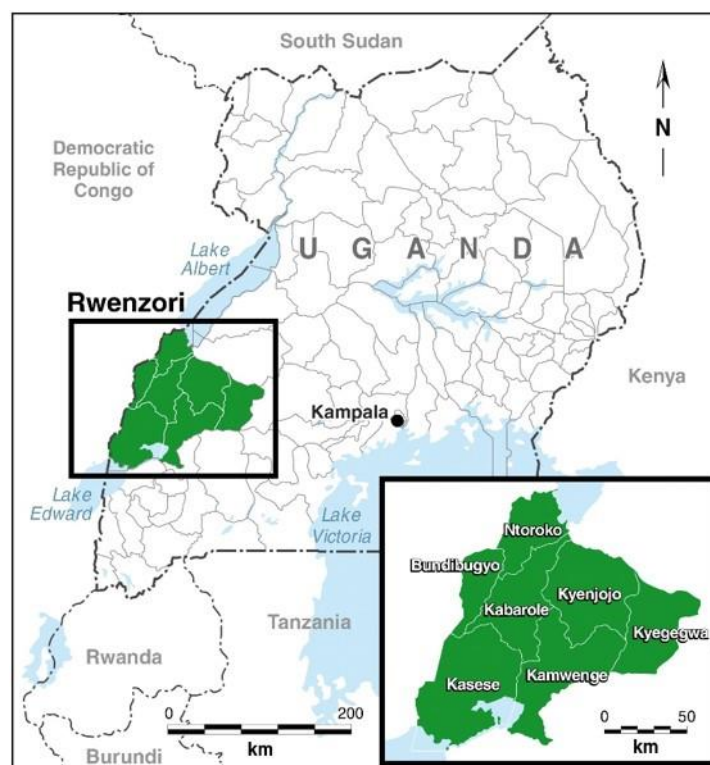 South Sudan
N
Democratic
Republic of
Congo
UGANDA
Lake
Albert
Rwenzori
Kenya
Kampala
Lake
Edward
Lake
Victoria
Ntoroko
Bundibugyo
Kyenjojo
Kabarole
Kyegegwa
Tanzania
Rwanda
Kamwenge
Kasese
0 200
km
0 50
km
Burundi